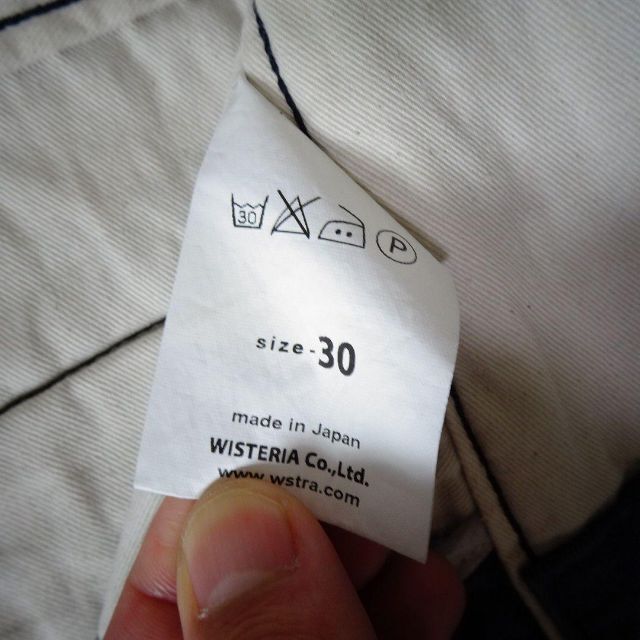 30 P
size-30
made in Japan
WISTERIA Co.,Ltd.
www.wstra.com